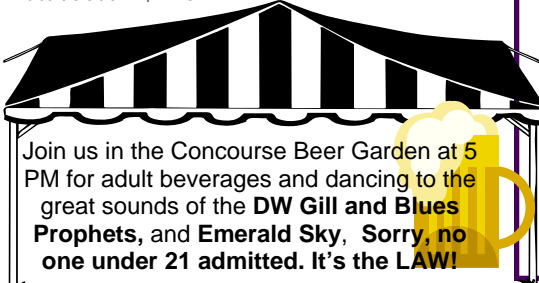 Join us in the Concourse Beer Garden at 5
PM for adult beverages and dancing to the
great sounds of the DW Gill and Blues
Prophets, and Emerald Sky,  Sorry, no
one under 21 admitted. It's the LAW!